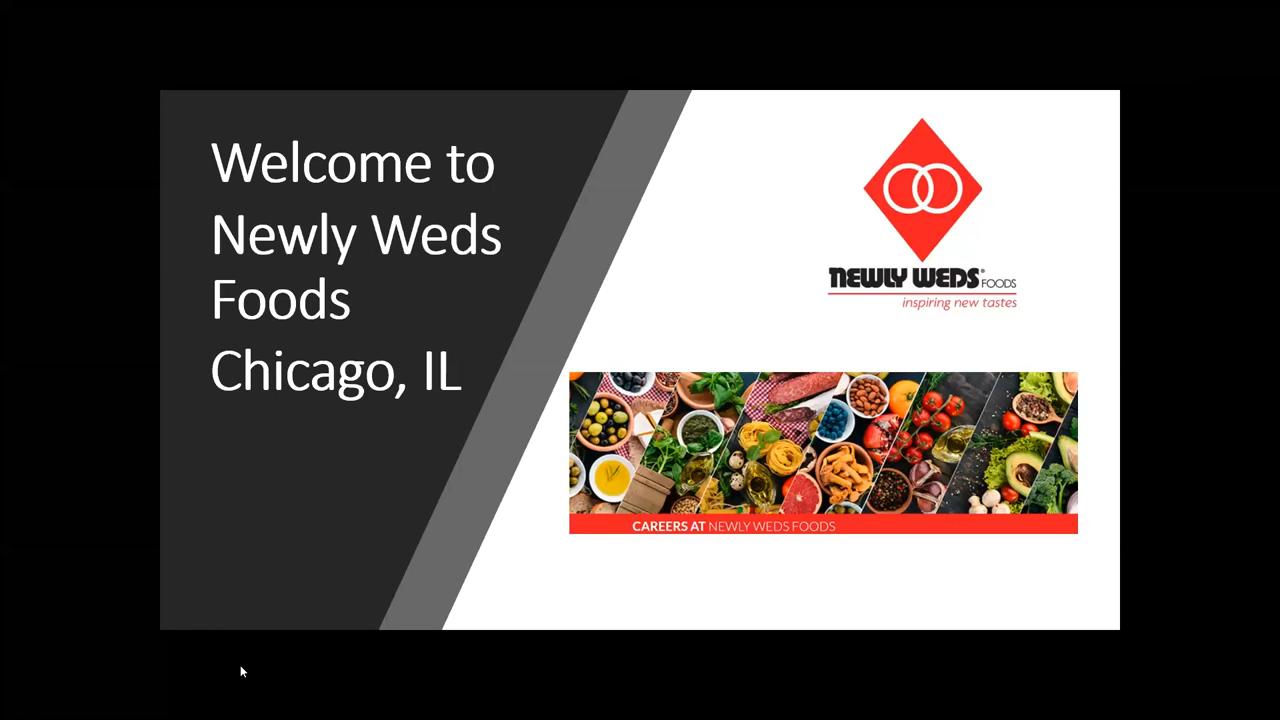 Welcome to
Newly Weds
Foods
Chicago, IL
NEWLY WEDS® FOODS
inspiring new tastes
CAREERS AT NEWLY WEDS FOODS